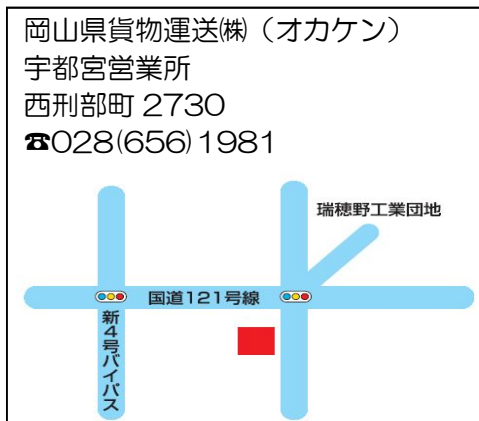 岡山県貨物運送㈱（オカケン）
宇都宮営業所
西刑部町 2730
☎028(656)1981
瑞穂野工業団地
国道121号線
新4号バイパス